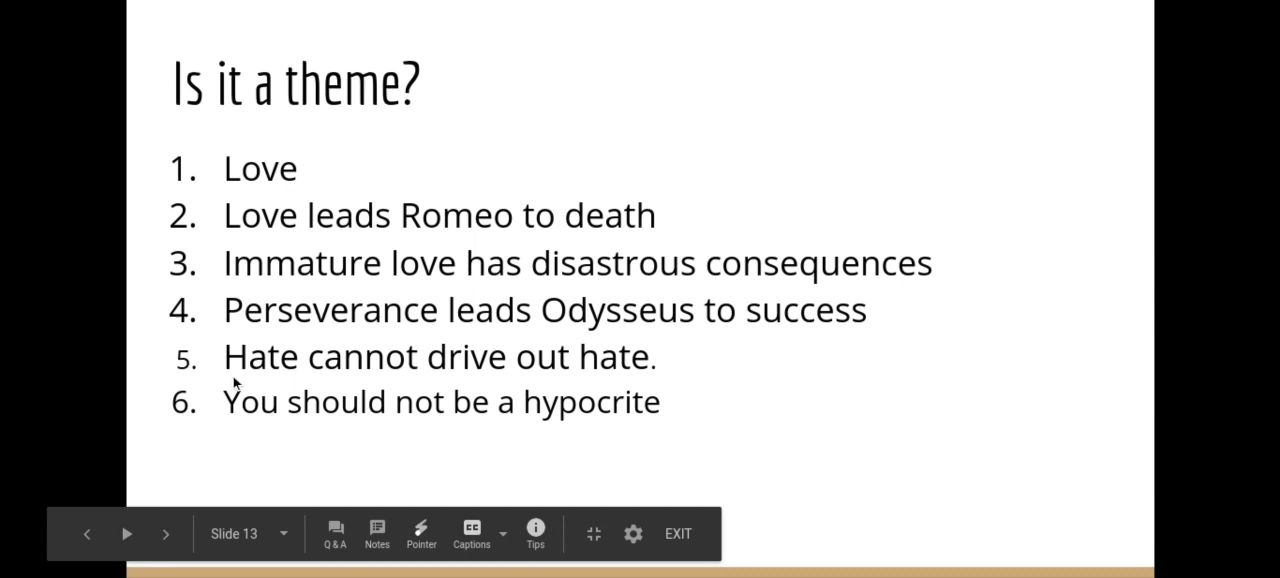 Is it a theme?
1. Love
2. Love leads Romeo to death
3. Immature love has disastrous consequences
4. Perseverance leads Odysseus to success
5. Hate cannot drive out hate.
6. You should not be a hypocrite
Slide 13
Q & A Notes Pointer Captions Tips EXIT